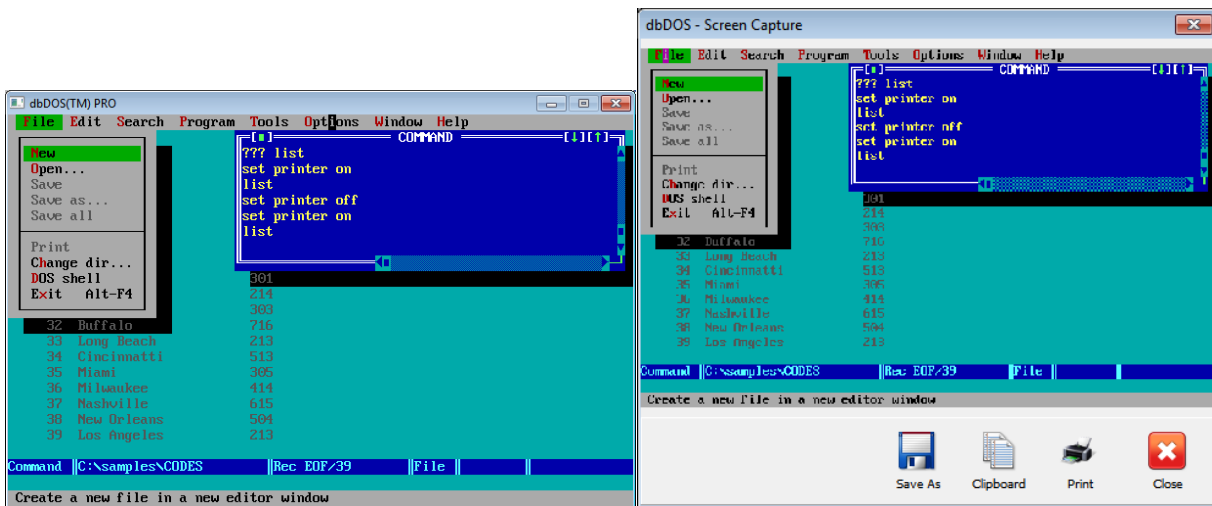 dbDOS(TM) PRO
File Edit Search Program Tools Options Window Help
New
Open...
Save
Save as...
Save all
Print
Change dir...
DOS shell
Exit Alt-F4
COMMAND
??? list
set printer on
list
set printer off
set printer on
list
301
214
303
32 Buffalo 716
33 Long Beach 213
34 Cincinnatti 513
35 Miami 305
36 Milwaukee 414
37 Nashville 615
38 New Orleans 504
39 Los Angeles 213
Command C:\samples\CODES Rec EOF/39 File
Create a new file in a new editor window
dbDOS - Screen Capture
File Edit Search Program Tools Options Window Help
New
Open...
Save
Save as...
Save all
Print
Change dir...
DOS shell
Exit Alt-F4
COMMAND
??? list
set printer on
list
set printer off
set printer on
list
301
214
303
32 Buffalo 716
33 Long Beach 213
34 Cincinnatti 513
35 Miami 305
36 Milwaukee 414
37 Nashville 615
38 New Orleans 504
39 Los Angeles 213
Command C:\samples\CODES Rec EOF/39 File
Create a new file in a new editor window
Save As
Clipboard
Print
Close